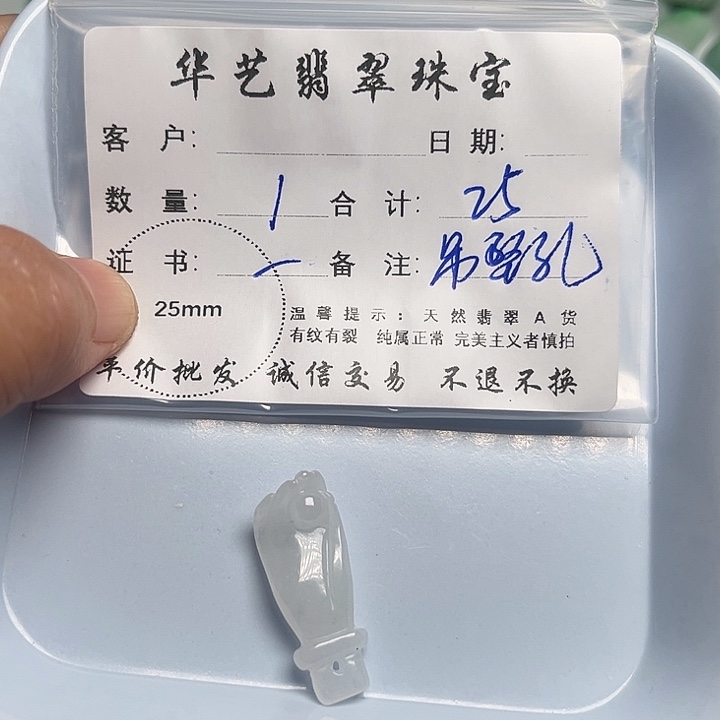 华艺翡翠珠宝
客 户: 日 期:
数 量: 1 合 计: 25
证 书: 一 备 注: 吊坠孔
25mm
温馨提示: 天然翡翠A货
有纹有裂 纯属正常 完美主义者慎拍
平价批发 诚信交易 不退不换